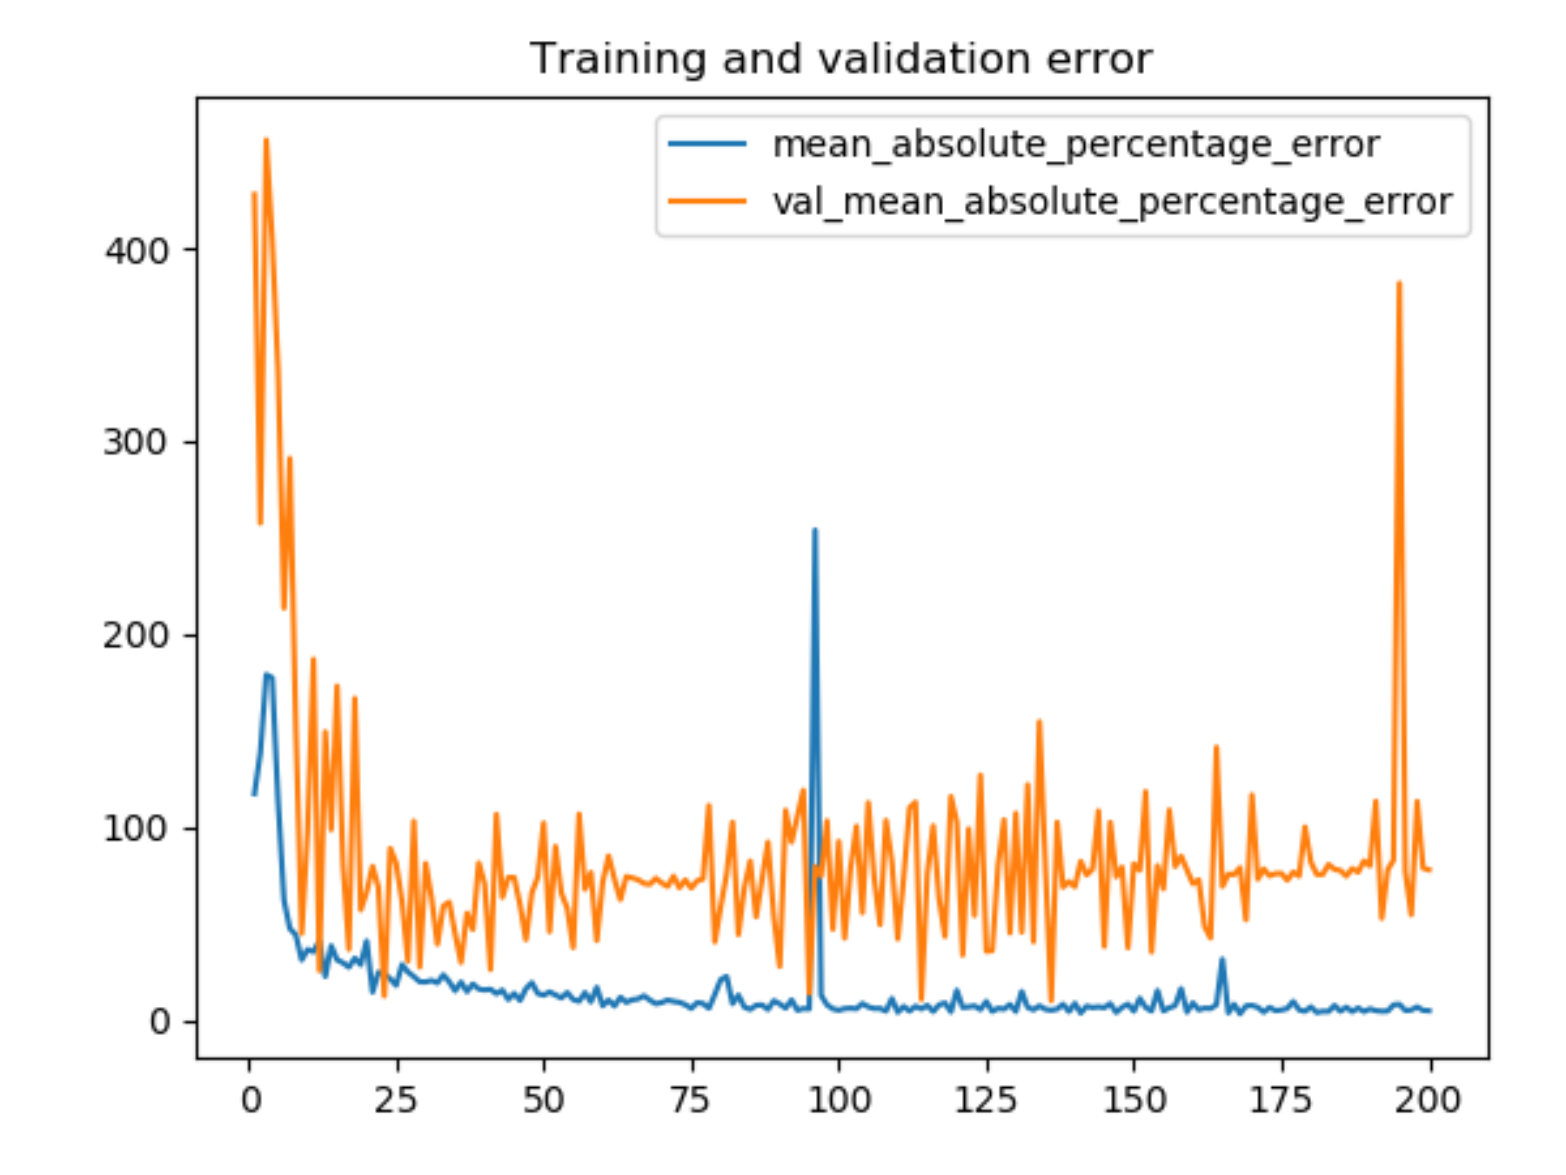 Training and validation error
mean_absolute_percentage_error
val_mean_absolute_percentage_error
400
300
200
100
0
0 25 50 75 100 125 150 175 200